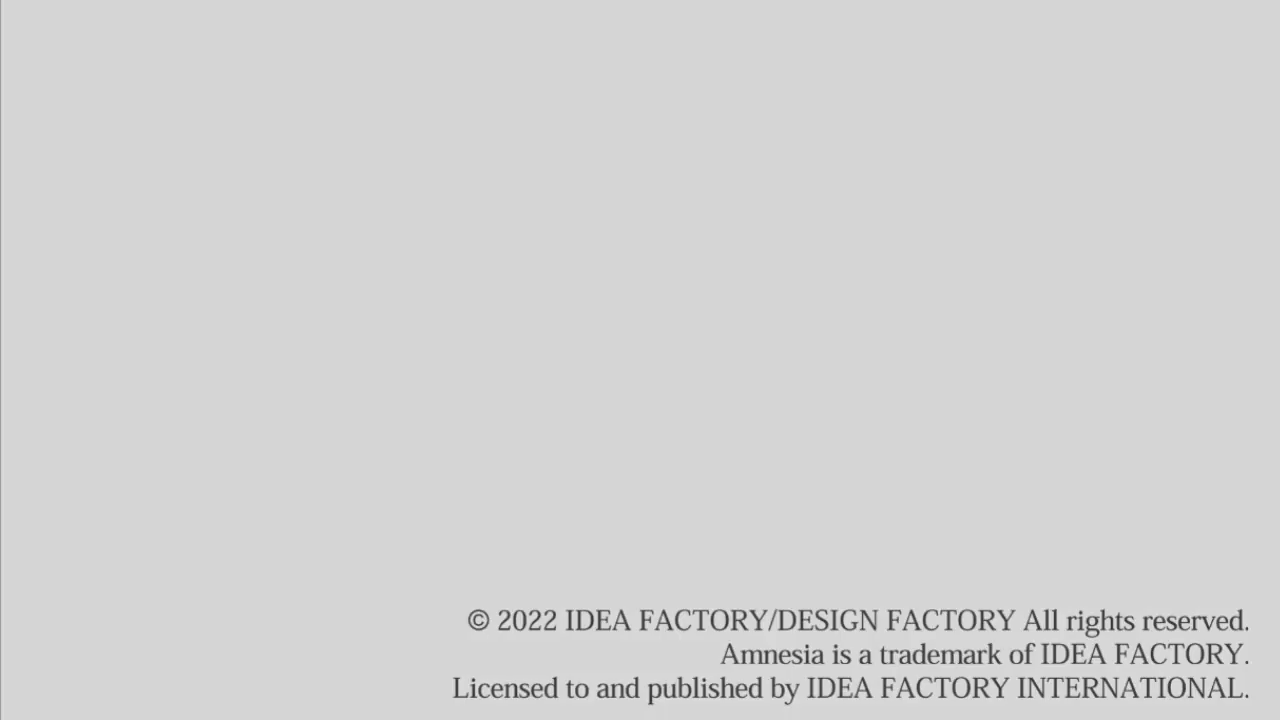 © 2022 IDEA FACTORY/DESIGN FACTORY All rights reserved.
Amnesia is a trademark of IDEA FACTORY.
Licensed to and published by IDEA FACTORY INTERNATIONAL.